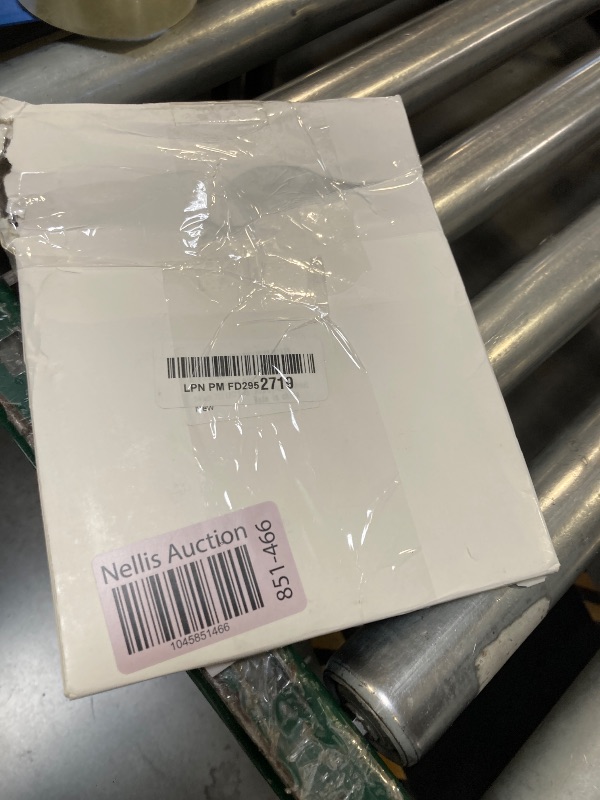 LPN PM FD2952719
New
Nellis Auction
851-466
1045851466